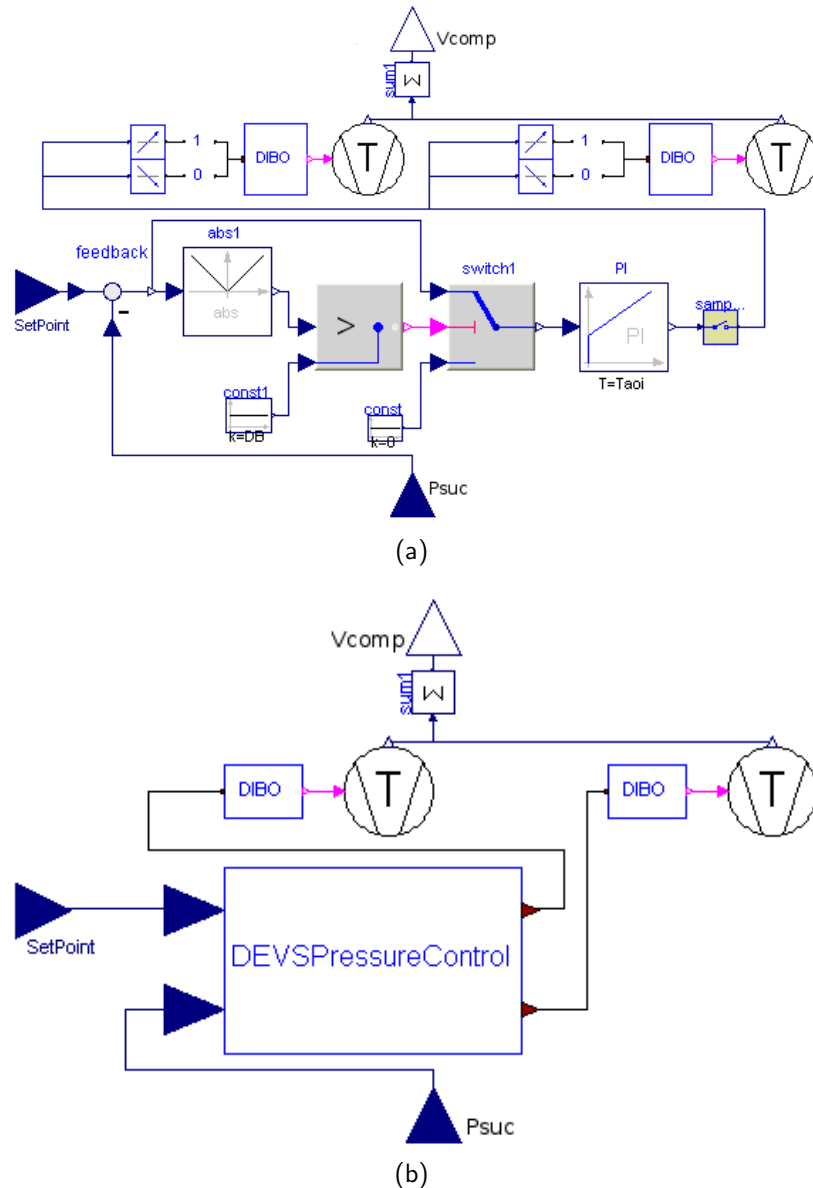 Vcomp
sum1
Σ
1
0
DIBO
T
1
0
DIBO
T
feedback
abs1
switch1
PI
samp...
SetPoint
-
abs
>
PI
T=Taoi
const1
k=DB
const
k=0
Psuc
(a)
Vcomp
sum1
Σ
DIBO
T
DIBO
T
SetPoint
DEVSPressureControl
Psuc
(b)